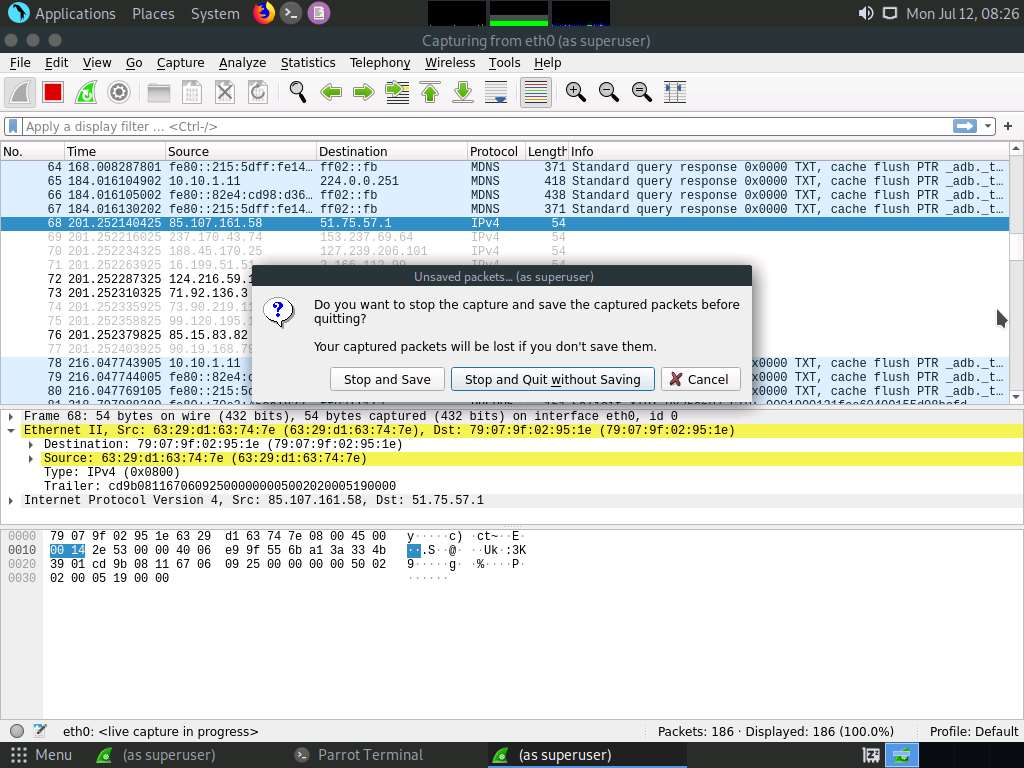 Applications Places System Mon Jul 12, 08:26
Capturing from eth0 (as superuser)
File Edit View Go Capture Analyze Statistics Telephony Wireless Tools Help
Apply a display filter ... <Ctrl-/>
No. Time Source Destination Protocol Length Info
64 168.008287801 fe80::215:5dff:fe14… ff02::fb MDNS 371 Standard query response 0x0000 TXT, cache flush PTR _adb._t…
65 184.016104902 10.10.1.11 224.0.0.251 MDNS 418 Standard query response 0x0000 TXT, cache flush PTR _adb._t…
66 184.016105002 fe80::82e4:cd98:d36… ff02::fb MDNS 438 Standard query response 0x0000 TXT, cache flush PTR _adb._t…
67 184.016130202 fe80::215:5dff:fe14… ff02::fb MDNS 371 Standard query response 0x0000 TXT, cache flush PTR _adb._t…
68 201.252140425 85.107.161.58 51.75.57.1 IPv4 54
69 201.252216025 237.170.43.74 153.237.69.64 IPv4 54
70 201.252234325 188.45.170.25 127.239.206.101 IPv4 54
71 201.252263925 16.199.51.51 IPv4 54
72 201.252287325 124.216.59.1
73 201.252310325 71.92.136.3
74 201.252335925 73.90.219.1
75 201.252358825 99.120.195.1
76 201.252379825 85.15.83.82
77 201.252403925 90.19.168.79
78 216.047743905 10.10.1.11 x0000 TXT, cache flush PTR _adb._t…
79 216.047744005 fe80::82e4:c x0000 TXT, cache flush PTR _adb._t…
80 216.047744105 fe80::215:5d x0000 TXT, cache flush PTR _adb._t…
Unsaved packets... (as superuser)
Do you want to stop the capture and save the captured packets before
quitting?
Your captured packets will be lost if you don't save them.
Stop and Save Stop and Quit without Saving Cancel
Frame 68: 54 bytes on wire (432 bits), 54 bytes captured (432 bits) on interface eth0, id 0
Ethernet II, Src: 63:29:d1:63:74:7e (63:29:d1:63:74:7e), Dst: 79:07:9f:02:95:1e (79:07:9f:02:95:1e)
Destination: 79:07:9f:02:95:1e (79:07:9f:02:95:1e)
Source: 63:29:d1:63:74:7e (63:29:d1:63:74:7e)
Type: IPv4 (0x0800)
Trailer: cd9b0811670609250000000050020200051900​00
Internet Protocol Version 4, Src: 85.107.161.58, Dst: 51.75.57.1
0000 79 07 9f 02 95 1e 63 29 d1 63 74 7e 08 00 45 00 y·····c) ·ct~··E·
0010 00 14 2e 53 00 00 40 06 e9 9f 55 6b a1 3a 33 4b ··.S··@· ··Uk·:3K
0020 39 01 cd 9b 08 11 67 06 09 25 00 00 00 00 50 02 9·····g· ·%····P·
0030 02 00 05 19 00 00 ······
eth0: <live capture in progress> Packets: 186 · Displayed: 186 (100.0%) Profile: Default
Menu (as superuser) Parrot Terminal (as superuser)